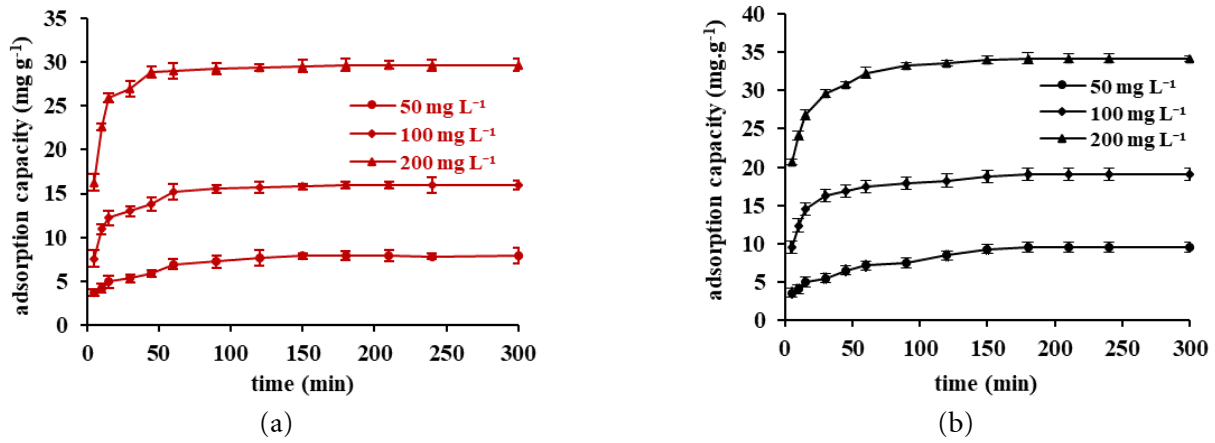 adsorption capacity (mg g⁻¹)
35
30
25
20
15
10
5
0
50 mg L⁻¹
100 mg L⁻¹
200 mg L⁻¹
0 50 100 150 200 250 300
time (min)
(a)
adsorption capacity (mg.g⁻¹)
40
35
30
25
20
15
10
5
0
50 mg L⁻¹
100 mg L⁻¹
200 mg L⁻¹
0 50 100 150 200 250 300
time (min)
(b)